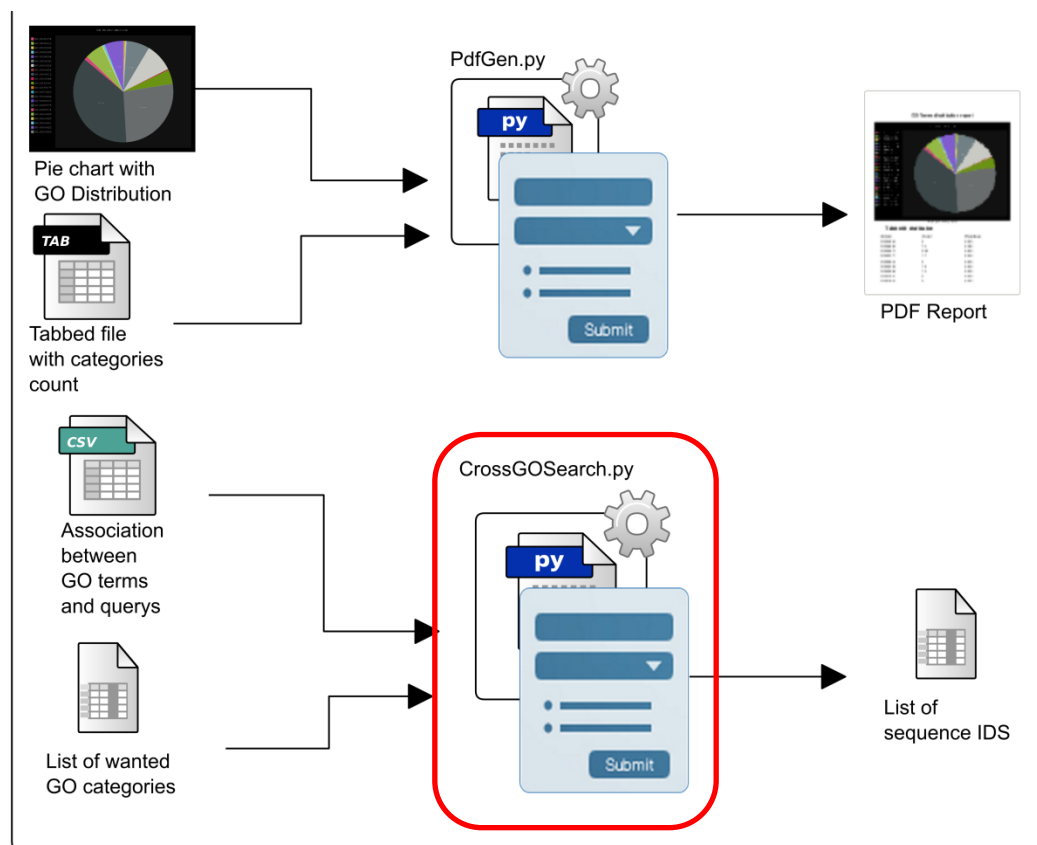 PdfGen.py
py
Submit
Pie chart with
GO Distribution
TAB
Tabbed file
with categories
count
PDF Report
CSV
Association
between
GO terms
and querys
CrossGOSearch.py
py
Submit
List of wanted
GO categories
List of
sequence IDS